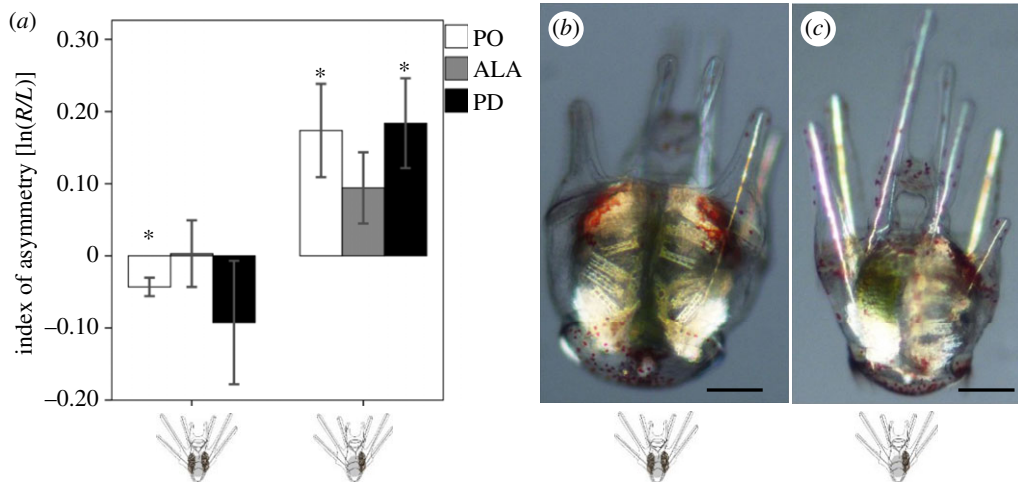 (a)
index of asymmetry [ln(R/L)]
0.30
0.20
0.10
0
–0.10
–0.20
*
*
*
PO
ALA
PD
(b)
(c)